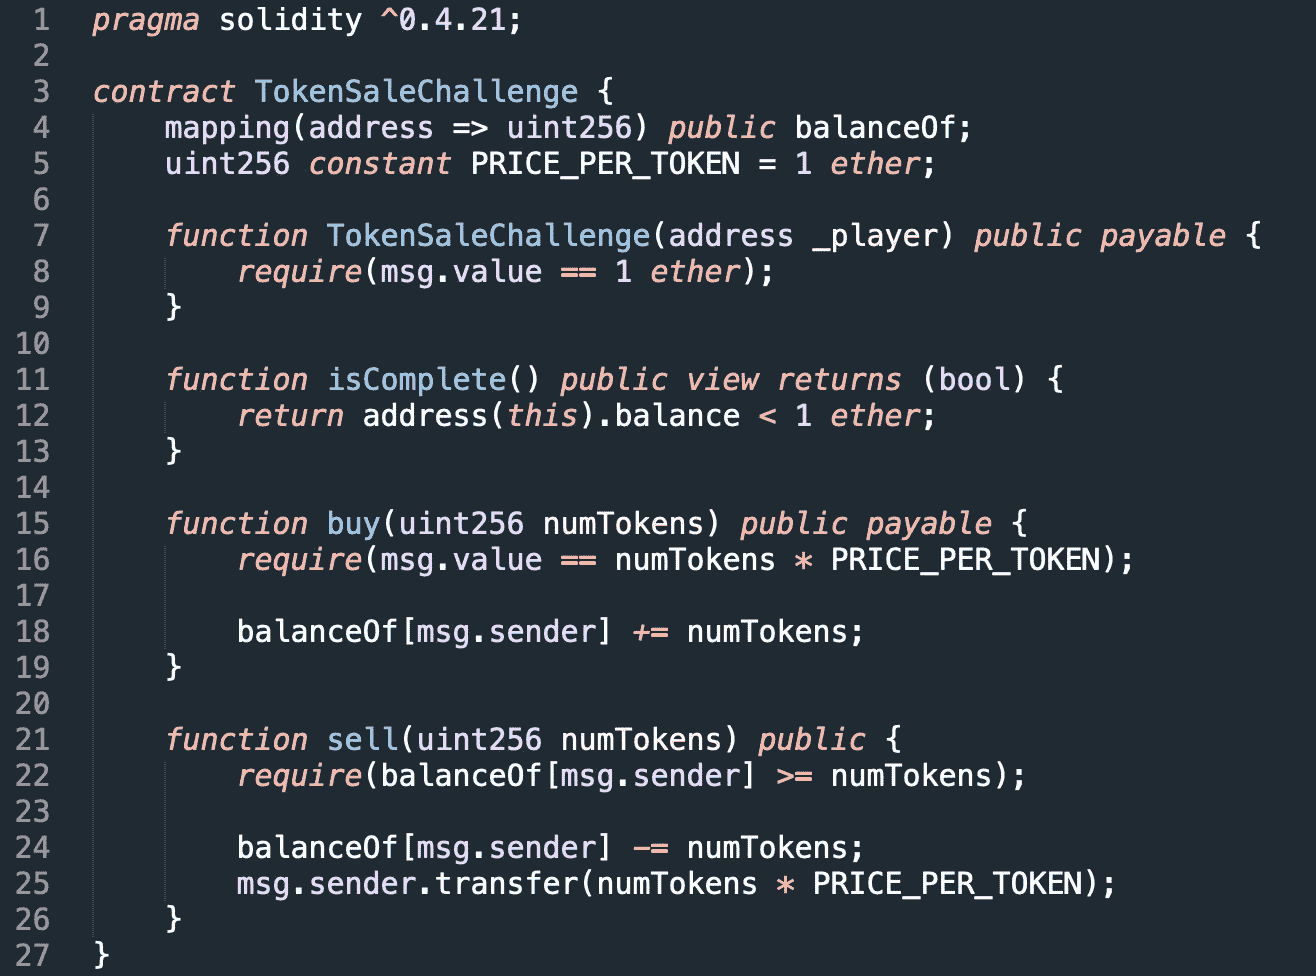 1 pragma solidity ^0.4.21;
2
3 contract TokenSaleChallenge {
4     mapping(address => uint256) public balanceOf;
5     uint256 constant PRICE_PER_TOKEN = 1 ether;
6
7     function TokenSaleChallenge(address _player) public payable {
8         require(msg.value == 1 ether);
9     }
10
11     function isComplete() public view returns (bool) {
12         return address(this).balance < 1 ether;
13     }
14
15     function buy(uint256 numTokens) public payable {
16         require(msg.value == numTokens * PRICE_PER_TOKEN);
17
18         balanceOf[msg.sender] += numTokens;
19     }
20
21     function sell(uint256 numTokens) public {
22         require(balanceOf[msg.sender] >= numTokens);
23
24         balanceOf[msg.sender] -= numTokens;
25         msg.sender.transfer(numTokens * PRICE_PER_TOKEN);
26     }
27 }